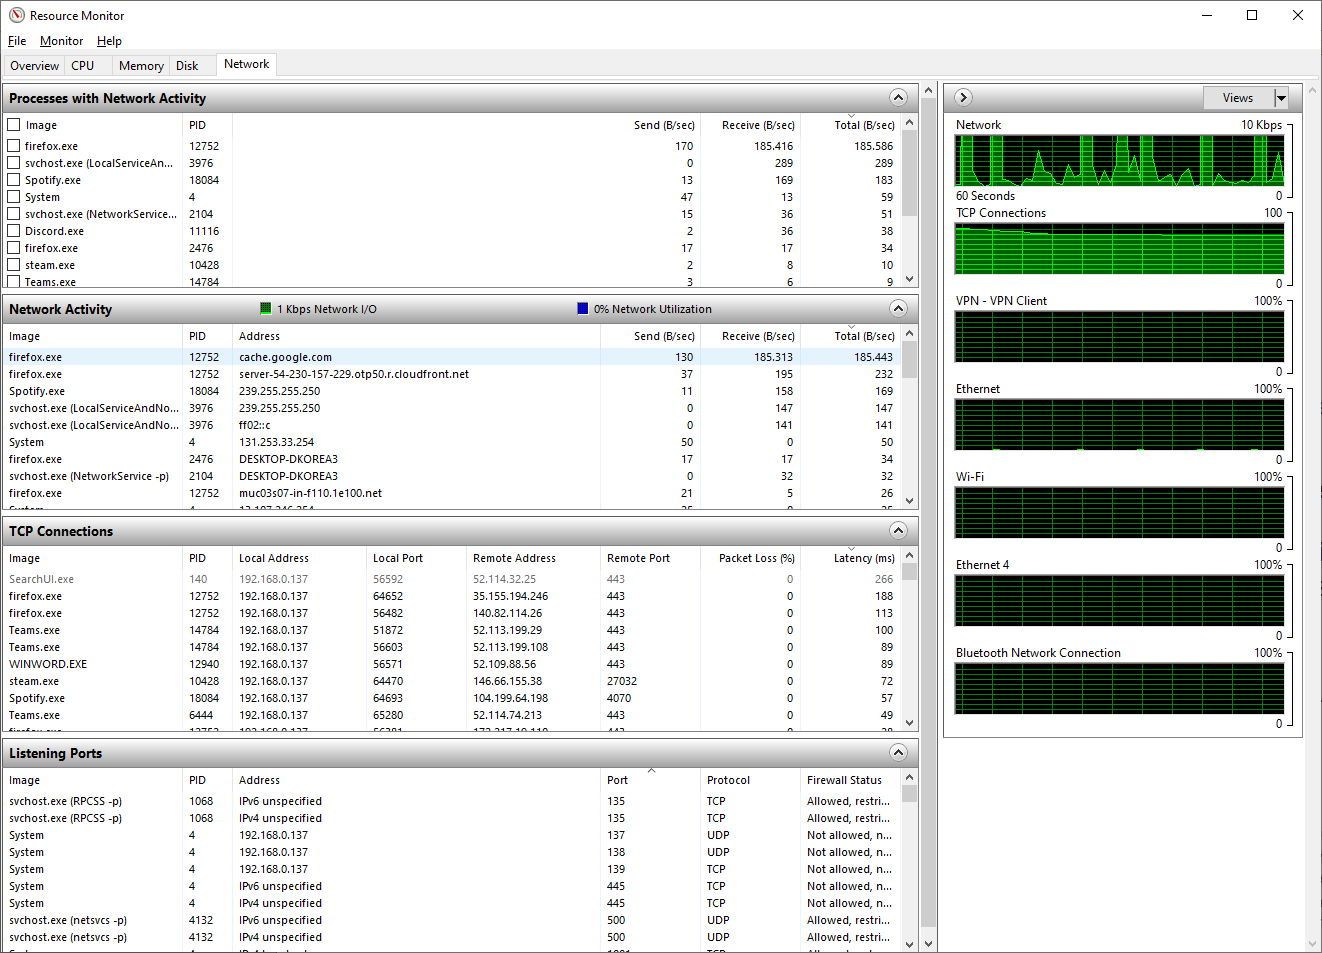 Resource Monitor
File Monitor Help
Overview CPU Memory Disk Network
Processes with Network Activity
Image PID Send (B/sec) Receive (B/sec) Total (B/sec)
firefox.exe 12752 170 185.416 185.586
svchost.exe (LocalServiceAn... 3976 0 289 289
Spotify.exe 18084 13 169 183
System 4 47 13 59
svchost.exe (NetworkService... 2104 15 36 51
Discord.exe 11116 2 36 38
firefox.exe 2476 17 17 34
steam.exe 10428 2 8 10
Teams.exe 14784 3 6 9
Network Activity 1 Kbps Network I/O 0% Network Utilization
Image PID Address Send (B/sec) Receive (B/sec) Total (B/sec)
firefox.exe 12752 cache.google.com 130 185.313 185.443
firefox.exe 12752 server-54-230-157-229.otp50.r.cloudfront.net 37 195 232
Spotify.exe 18084 239.255.255.250 11 158 169
svchost.exe (LocalServiceAndNo... 3976 239.255.255.250 0 147 147
svchost.exe (LocalServiceAndNo... 3976 ff02::c 0 141 141
System 4 131.253.33.254 50 0 50
firefox.exe 2476 DESKTOP-DKOREA3 17 17 34
svchost.exe (NetworkService -p) 2104 DESKTOP-DKOREA3 0 32 32
firefox.exe 12752 muc03s07-in-f110.1e100.net 21 5 26
TCP Connections
Image PID Local Address Local Port Remote Address Remote Port Packet Loss (%) Latency (ms)
SearchUI.exe 140 192.168.0.137 56592 52.114.32.25 443 0 266
firefox.exe 12752 192.168.0.137 64652 35.155.194.246 443 0 188
firefox.exe 12752 192.168.0.137 56482 140.82.114.26 443 0 113
Teams.exe 14784 192.168.0.137 51872 52.113.199.29 443 0 100
Teams.exe 14784 192.168.0.137 56603 52.113.199.108 443 0 89
WINWORD.EXE 12940 192.168.0.137 56571 52.109.88.56 443 0 89
steam.exe 10428 192.168.0.137 64470 146.66.155.38 27032 0 72
Spotify.exe 18084 192.168.0.137 64693 104.199.64.198 4070 0 57
Teams.exe 6444 192.168.0.137 65280 52.114.74.213 443 0 49
Listening Ports
Image PID Address Port Protocol Firewall Status
svchost.exe (RPCSS -p) 1068 IPv6 unspecified 135 TCP Allowed, restri...
svchost.exe (RPCSS -p) 1068 IPv4 unspecified 135 TCP Allowed, restri...
System 4 192.168.0.137 137 UDP Not allowed, n...
System 4 192.168.0.137 138 UDP Not allowed, n...
System 4 192.168.0.137 139 TCP Not allowed, n...
System 4 IPv6 unspecified 445 TCP Not allowed, n...
System 4 IPv4 unspecified 445 TCP Not allowed, n...
svchost.exe (netsvcs -p) 4132 IPv6 unspecified 500 UDP Allowed, restri...
svchost.exe (netsvcs -p) 4132 IPv4 unspecified 500 UDP Allowed, restri...
Views
Network 10 Kbps
60 Seconds 0
TCP Connections 100
0
VPN - VPN Client 100%
0
Ethernet 100%
0
Wi-Fi 100%
0
Ethernet 4 100%
0
Bluetooth Network Connection 100%
0